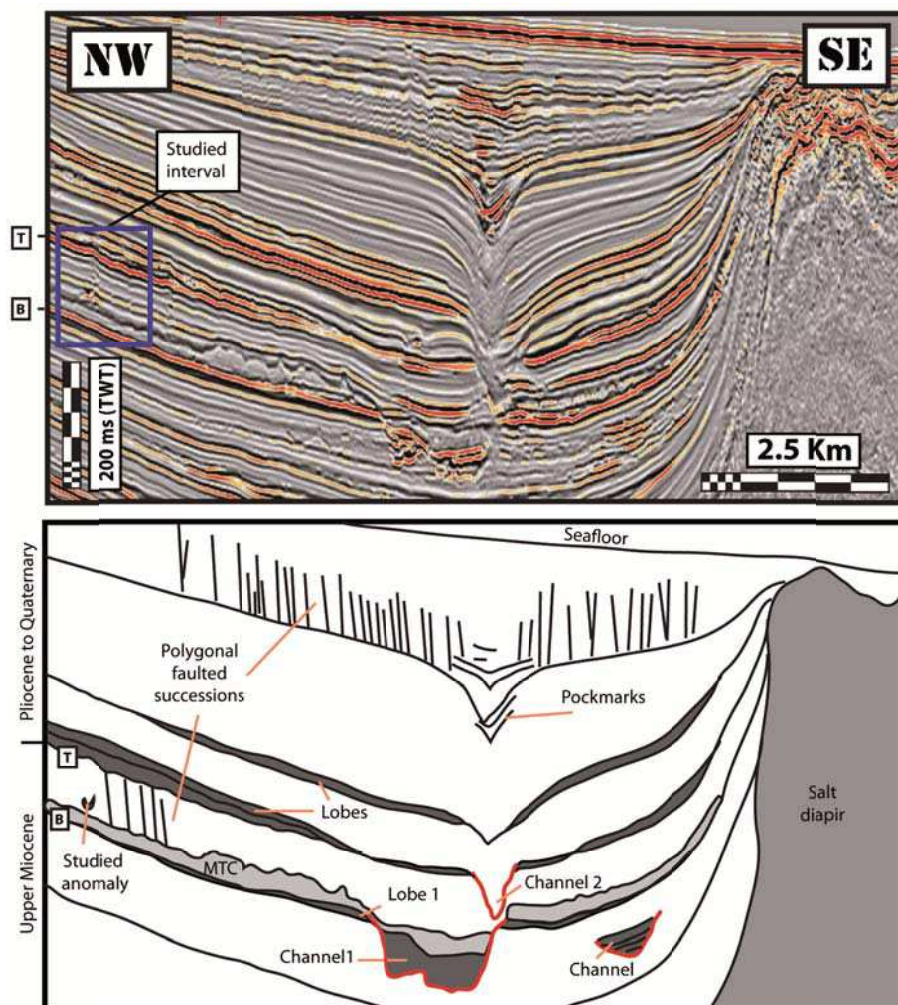 NW
SE
Studied
interval
T
B
200 ms (TWT)
2.5 Km
Seafloor
Pliocene to Quaternary
Polygonal
faulted
successions
Pockmarks
T
Lobes
Salt
diapir
B
Upper Miocene
Studied
anomaly
MTC
Channel 2
Lobe 1
Channel1
Channel